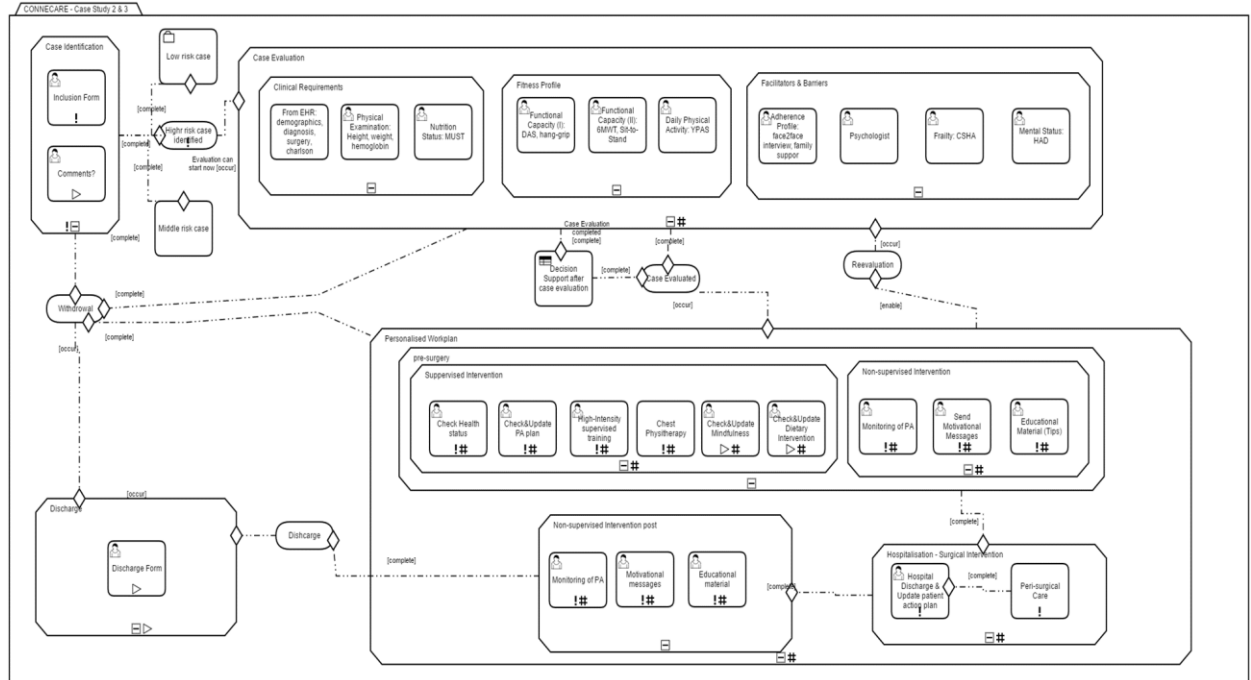 CONNECARE - Case Study 2 & 3
Case Identification
Inclusion Form
Comments?
[complete]
Low risk case
[complete]
Highr risk case
identified
[complete]
[complete]
Middle risk case
Evaluation can
start now [occur]
Case Evaluation
Clinical Requirements
From EHR:
demographics,
diagnosis,
surgery,
charlson
Physical
Examination:
Height, weight,
hemoglobin
Nutrition
Status: MUST
Fitness Profile
Functional
Capacity (I):
DAS, hang-grip
Functional
Capacity (II):
6MWT, Sit-to-
Stand
Daily Physical
Activity: YPAS
Facilitators & Barriers
Adherence
Profile:
face2face
interview; family
suppor
Psychologist
Frailty: CSHA
Mental Status:
HAD
Case Evaluation
completed
[complete]
[complete]
[occur]
Decision
Support after
case evaluation
[complete]
Case Evaluated
[occur]
Reevaluation
[enable]
Withdrawal
[complete]
[complete]
[occur]
Personalised Workplan
pre-surgery
Suppervised Intervention
Check Health
status
Check&Update
PA plan
High-Intensity
supervised
training
Chest
Physitherapy
Check&Update
Mindfulness
Check&Update
Dietary
Intervention
Non-supervised Intervention
Monitoring of PA
Send
Motivational
Messages
Educational
Material (Tips)
[complete]
[occur]
Discharge
Discharge Form
Dishcarge
[complete]
Non-supervised Intervention post
Monitoring of PA
Motivational
messages
Educational
material
[complete]
Hospitalisation - Surgical Intervention
Hospital
Discharge &
Update patient
action plan
[complete]
Peri-surgical
Care